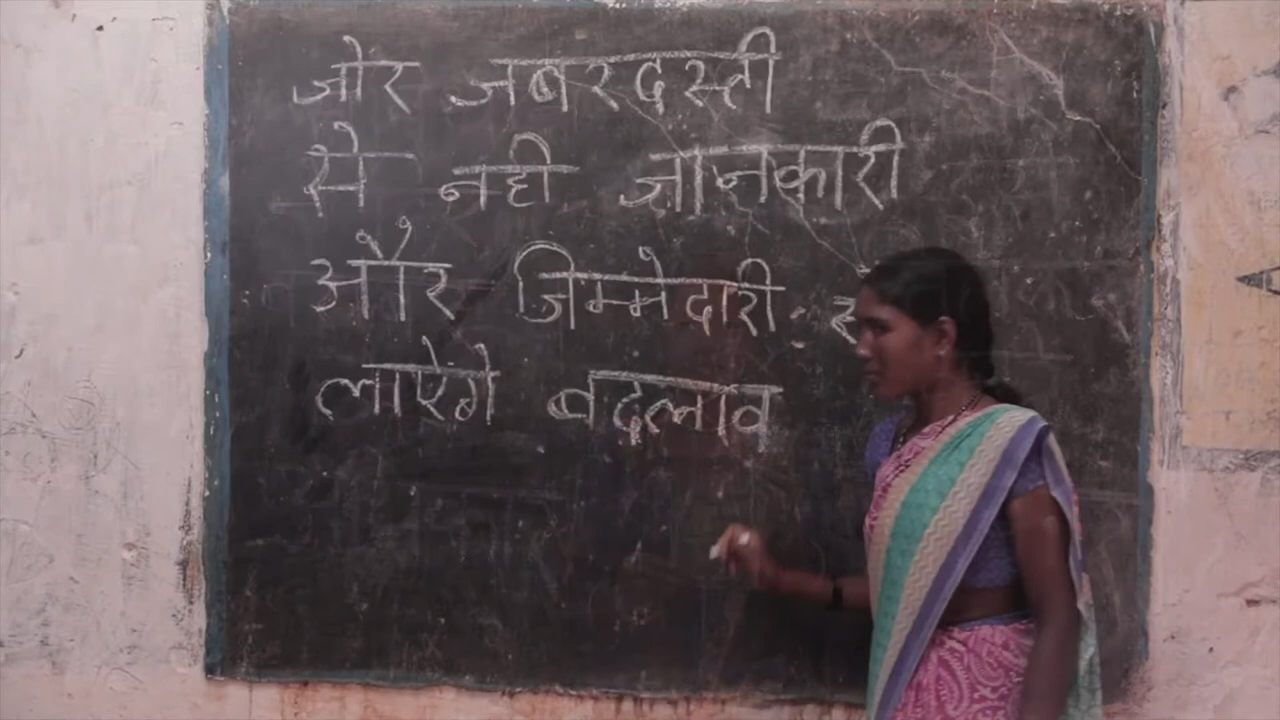 जोर जबरदस्ती
से नही जानकारी
और जिम्मेदारी
लाऐंगे बदलाव